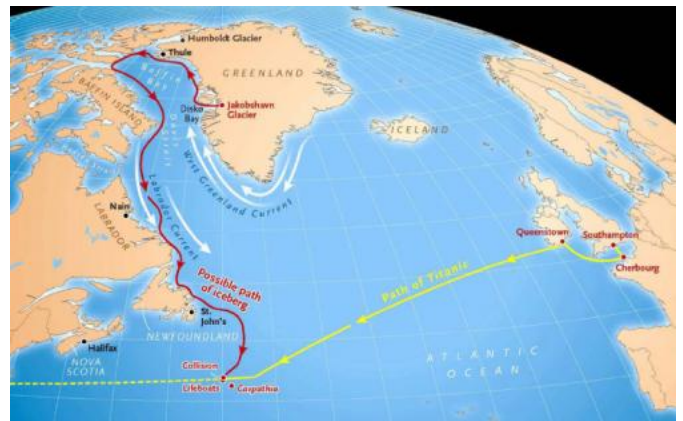 Humboldt Glacier
Thule
GREENLAND
Baffin
Bay
BAFFIN ISLAND
Disko
Bay
Jakobshavn
Glacier
Davis
Strait
ICELAND
West Greenland Current
Labrador Current
Nain
LABRADOR
Queenstown
Southampton
Cherbourg
Possible path
of iceberg
Path of Titanic
St.
John's
NEWFOUNDLAND
Halifax
NOVA
SCOTIA
Collision
Lifeboats
Carpathia
ATLANTIC
OCEAN